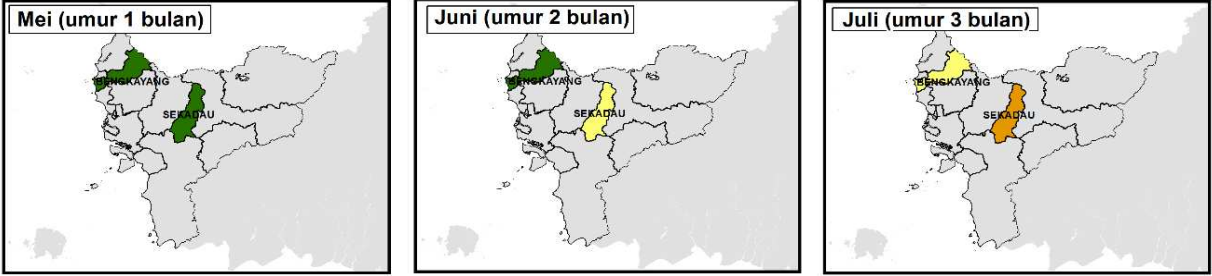 Mei (umur 1 bulan)
BENGKAYANG
SEKADAU
Juni (umur 2 bulan)
BENGKAYANG
SEKADAU
Juli (umur 3 bulan)
BENGKAYANG
SEKADAU